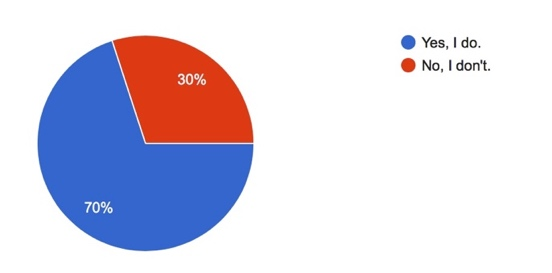 Yes, I do.
No, I don't.
30%
70%